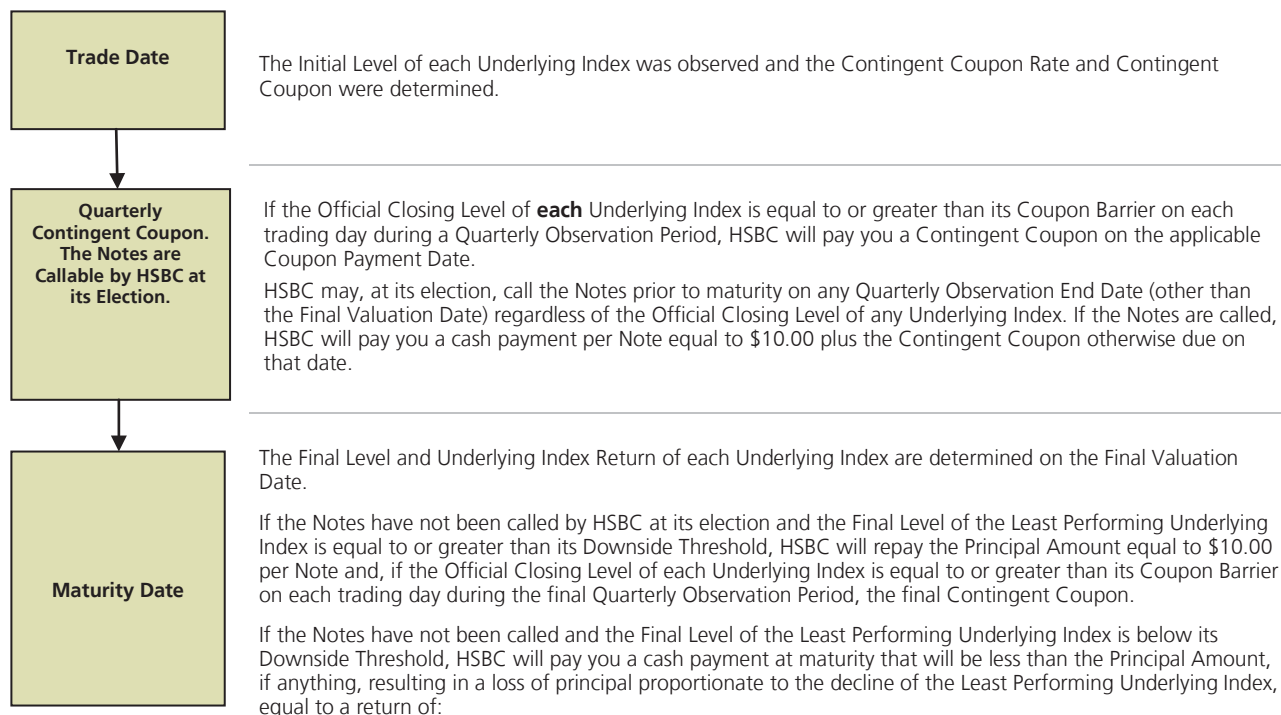 Trade Date
The Initial Level of each Underlying Index was observed and the Contingent Coupon Rate and Contingent
Coupon were determined.
Quarterly
Contingent Coupon.
The Notes are
Callable by HSBC at
its Election.
If the Official Closing Level of each Underlying Index is equal to or greater than its Coupon Barrier on each
trading day during a Quarterly Observation Period, HSBC will pay you a Contingent Coupon on the applicable
Coupon Payment Date.
HSBC may, at its election, call the Notes prior to maturity on any Quarterly Observation End Date (other than
the Final Valuation Date) regardless of the Official Closing Level of any Underlying Index. If the Notes are called,
HSBC will pay you a cash payment per Note equal to $10.00 plus the Contingent Coupon otherwise due on
that date.
Maturity Date
The Final Level and Underlying Index Return of each Underlying Index are determined on the Final Valuation
Date.
If the Notes have not been called by HSBC at its election and the Final Level of the Least Performing Underlying
Index is equal to or greater than its Downside Threshold, HSBC will repay the Principal Amount equal to $10.00
per Note and, if the Official Closing Level of each Underlying Index is equal to or greater than its Coupon Barrier
on each trading day during the final Quarterly Observation Period, the final Contingent Coupon.
If the Notes have not been called and the Final Level of the Least Performing Underlying Index is below its
Downside Threshold, HSBC will pay you a cash payment at maturity that will be less than the Principal Amount,
if anything, resulting in a loss of principal proportionate to the decline of the Least Performing Underlying Index,
equal to a return of: